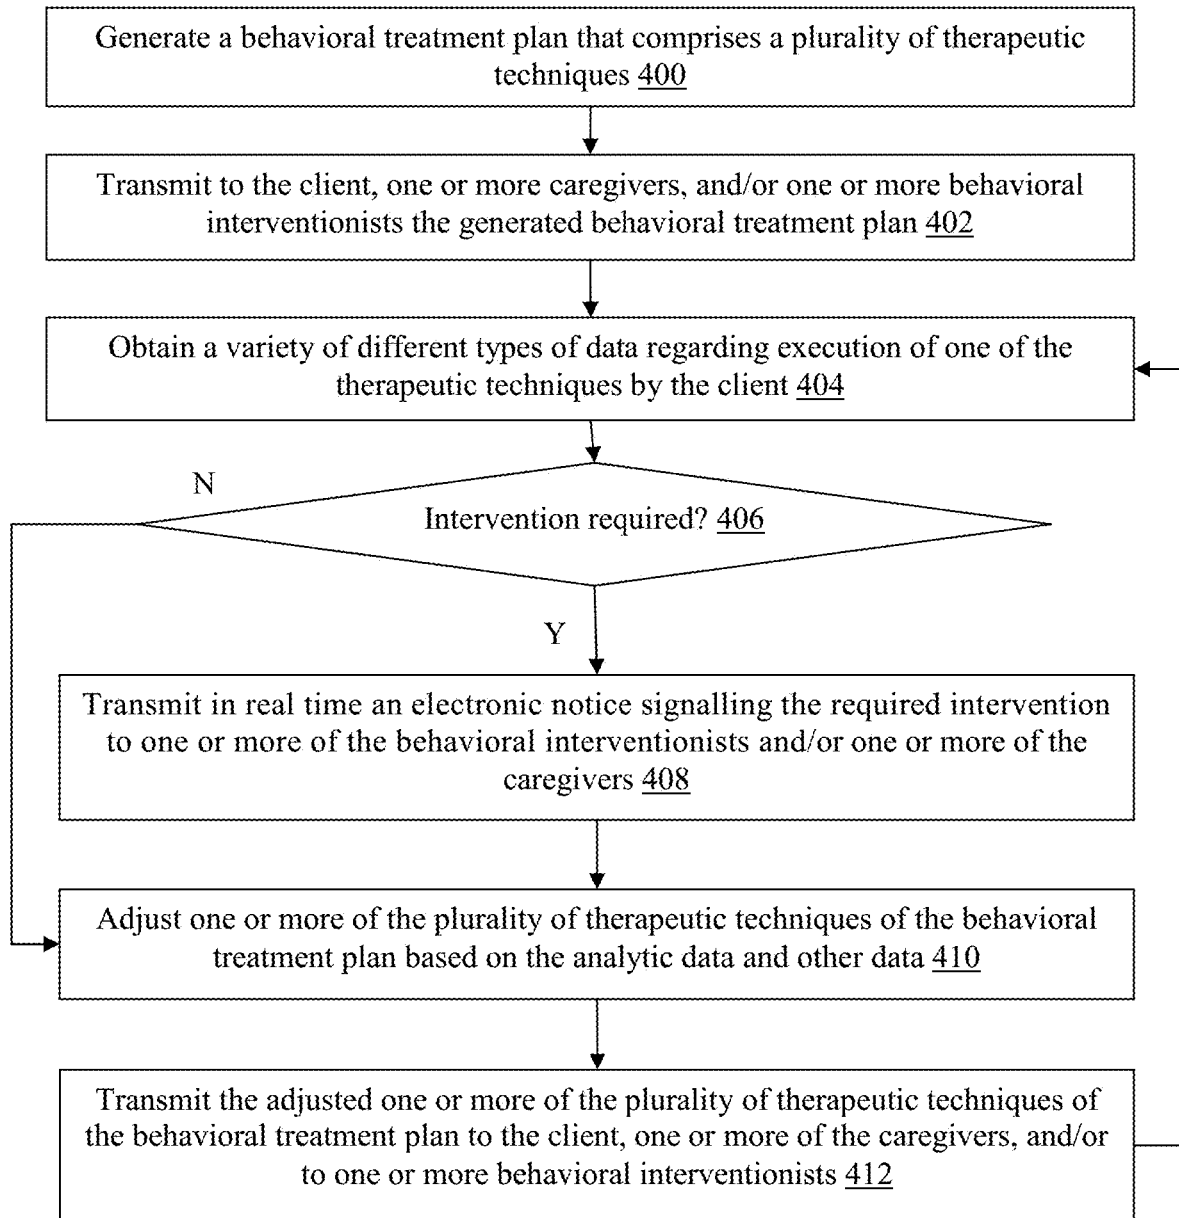 Generate a behavioral treatment plan that comprises a plurality of therapeutic
techniques 400
Transmit to the client, one or more caregivers, and/or one or more behavioral
interventionists the generated behavioral treatment plan 402
Obtain a variety of different types of data regarding execution of one of the
therapeutic techniques by the client 404
N
Intervention required? 406
Y
Transmit in real time an electronic notice signalling the required intervention
to one or more of the behavioral interventionists and/or one or more of the
caregivers 408
Adjust one or more of the plurality of therapeutic techniques of the behavioral
treatment plan based on the analytic data and other data 410
Transmit the adjusted one or more of the plurality of therapeutic techniques of
the behavioral treatment plan to the client, one or more of the caregivers, and/or
to one or more behavioral interventionists 412